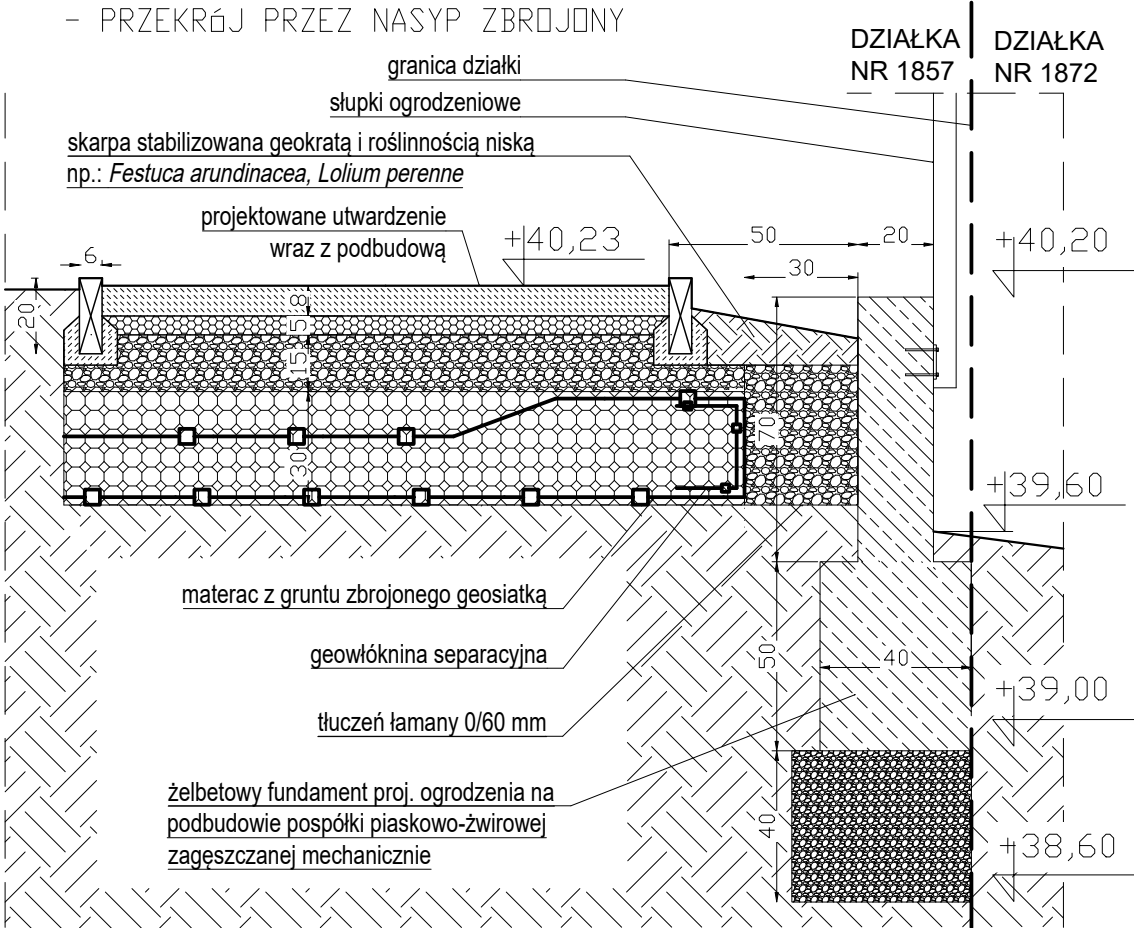 - PRZEKRóJ PRZEZ NASYP ZBROJONY
DZIAŁKA
NR 1857
DZIAŁKA
NR 1872
granica działki
słupki ogrodzeniowe
skarpa stabilizowana geokratą i roślinnością niską
np.: Festuca arundinacea, Lolium perenne
projektowane utwardzenie
wraz z podbudową
+40,23
50
20
+40,20
6
30
20
8
5
15
30
70
+39,60
materac z gruntu zbrojonego geosiatką
geowłóknina separacyjna
50
40
+39,00
tłuczeń łamany 0/60 mm
żelbetowy fundament proj. ogrodzenia na
podbudowie pospółki piaskowo-żwirowej
zagęszczanej mechanicznie
40
+38,60